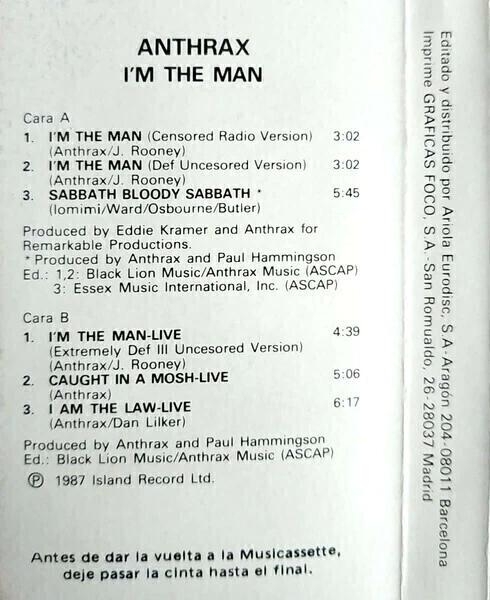 ANTHRAX
I'M THE MAN
Cara A
1. I'M THE MAN (Censored Radio Version) 3:02
(Anthrax/J. Rooney)
2. I'M THE MAN (Def Uncesored Version) 3:02
(Anthrax/J. Rooney)
3. SABBATH BLOODY SABBATH * 5:45
(Iomimi/Ward/Osbourne/Butler)
Produced by Eddie Kramer and Anthrax for
Remarkable Productions.
* Produced by Anthrax and Paul Hammingson
Ed.: 1,2: Black Lion Music/Anthrax Music (ASCAP)
3: Essex Music International, Inc. (ASCAP)
Cara B
1. I'M THE MAN-LIVE 4:39
(Extremely Def III Uncesored Version)
(Anthrax/J. Rooney)
2. CAUGHT IN A MOSH-LIVE 5:06
(Anthrax)
3. I AM THE LAW-LIVE 6:17
(Anthrax/Dan Lilker)
Produced by Anthrax and Paul Hammingson
Ed.: Black Lion Music/Anthrax Music (ASCAP)
Ⓟ 1987 Island Record Ltd.
Antes de dar la vuelta a la Musicassette,
deje pasar la cinta hasta el final.
Editado y distribuido por Ariola Eurodisc, S.A.-Aragón 204-08011 Barcelona
Imprime GRAFICAS FOCO, S.A.-San Romualdo, 26-28037 Madrid